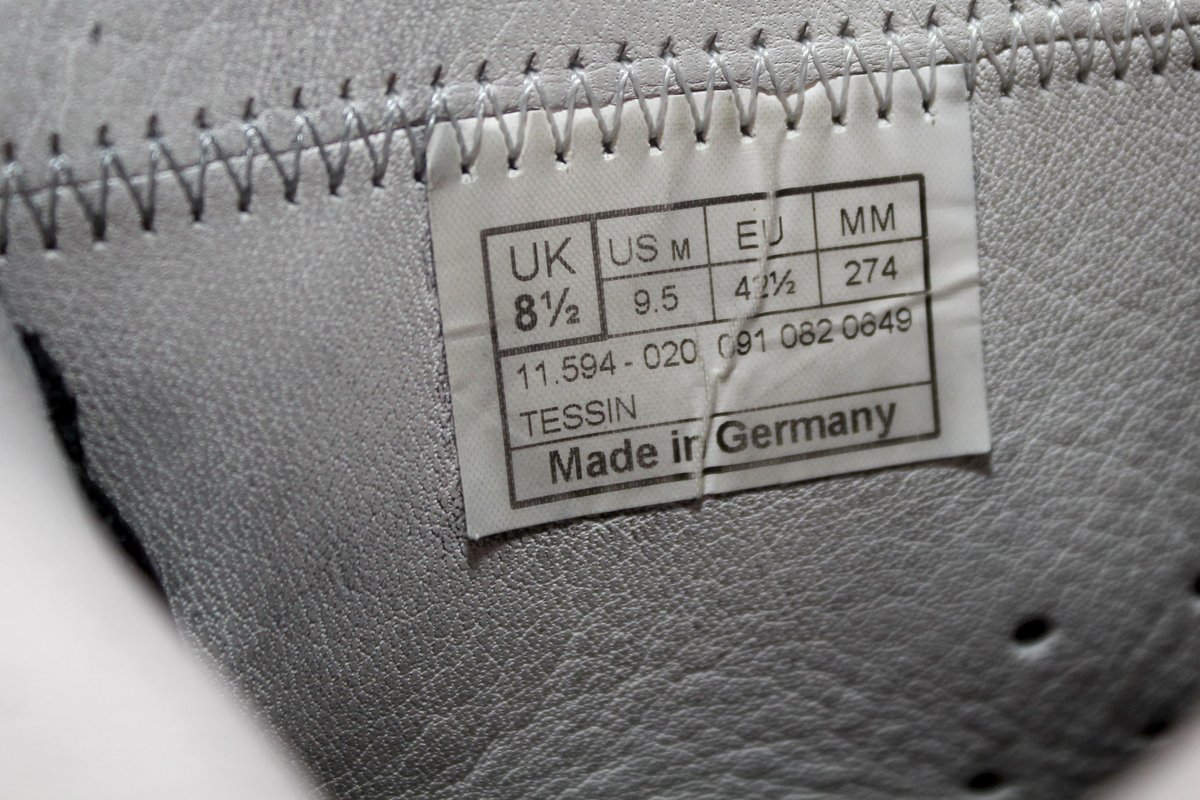 UK US M EU MM
8½ 9.5 42½ 274
11.594 - 020 091 082 0649
TESSIN
Made in Germany